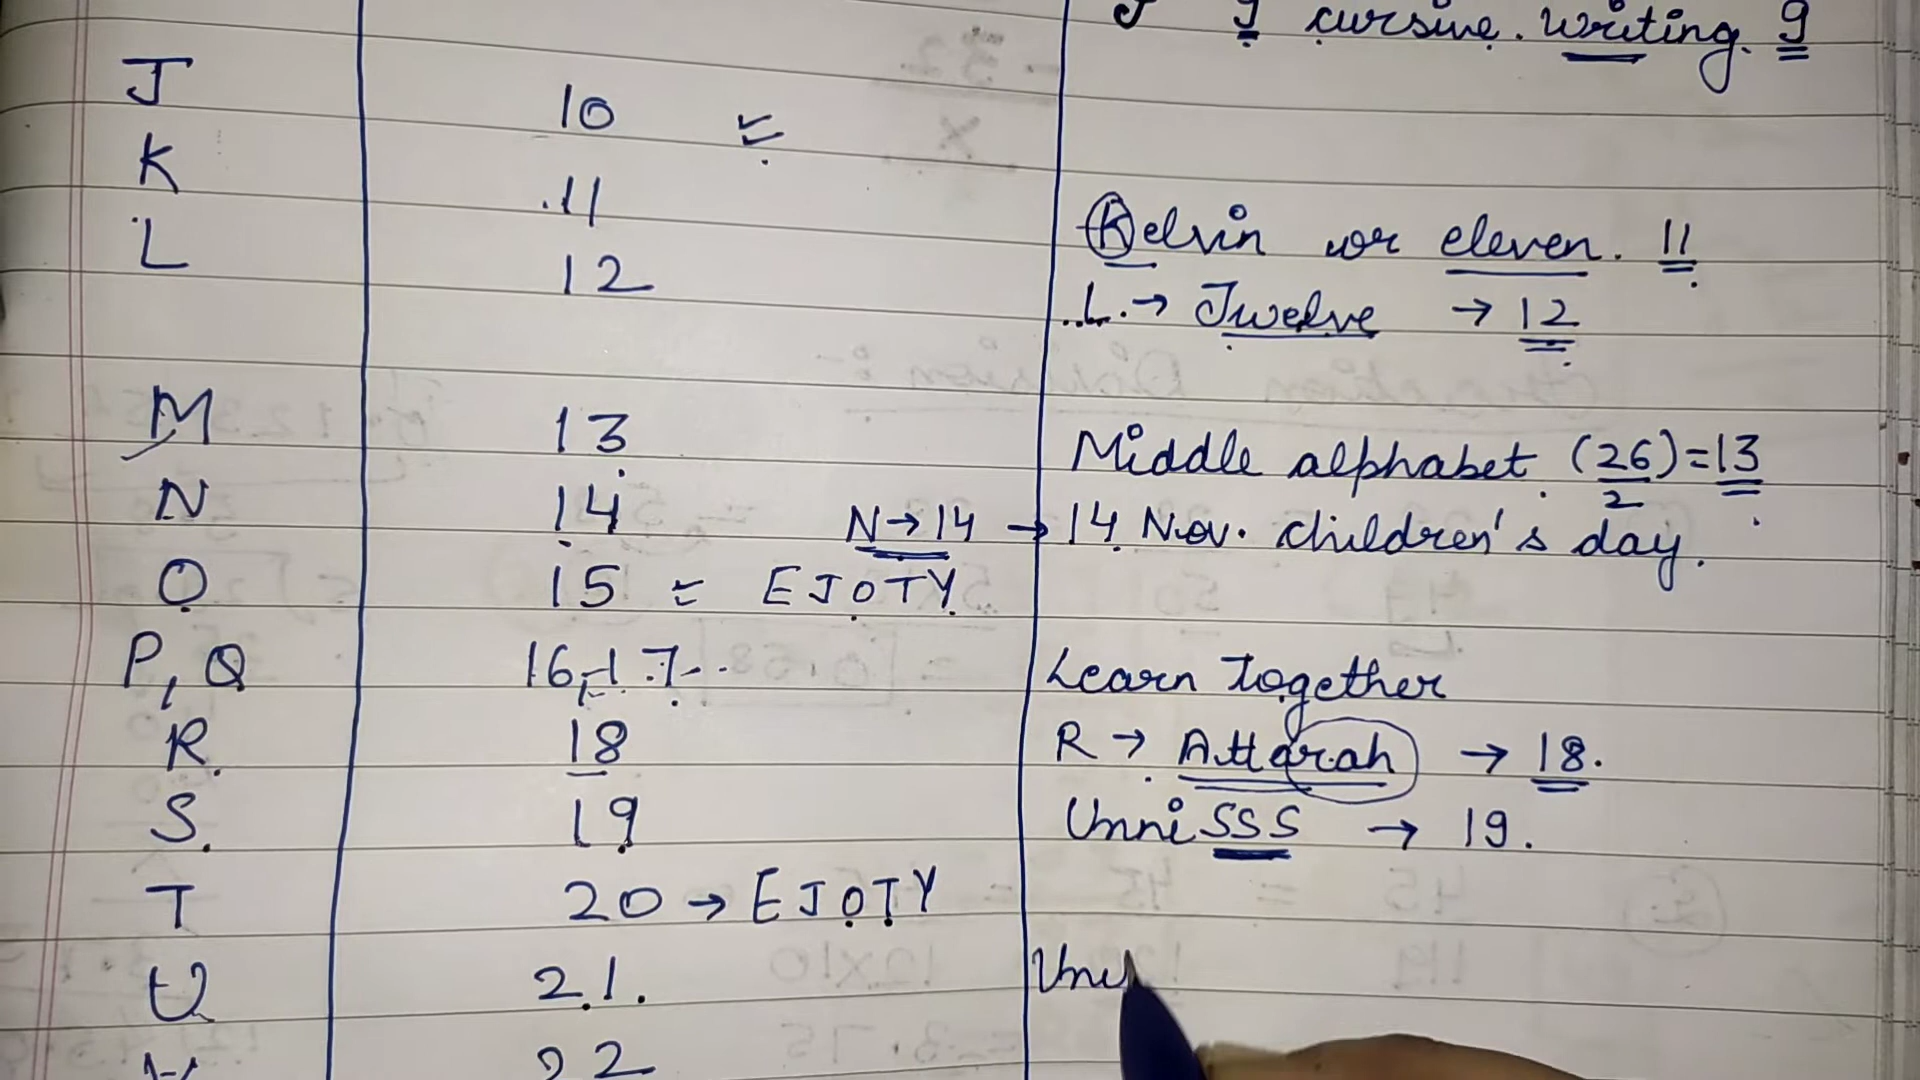 J J cursive. writing. 9
J 10 =
K 11 Kelvin or eleven. 11
L 12 L. → Twelve → 12
M 13 Middle alphabet. (26/2)=13
N 14 N→14 → 14 Nov. children's day.
O 15 = EJOTY
P, Q 16, 17 Learn Together
R. 18 R → Attarah → 18.
S. 19 UnniSSS → 19.
T 20 → EJOTY
U 21.
22